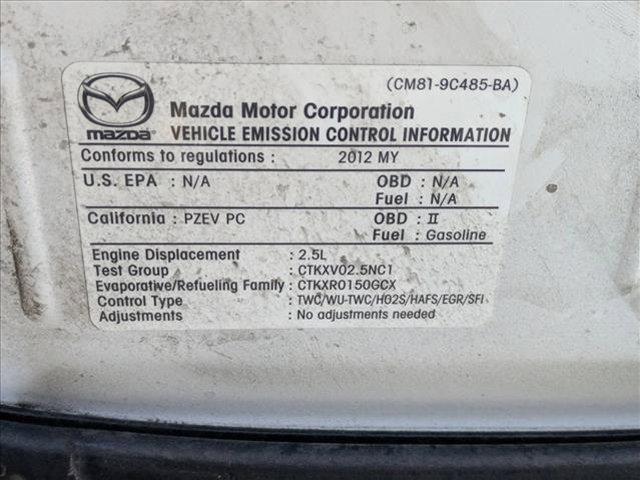 (CM81-9C485-BA)
Mazda Motor Corporation
mazda VEHICLE EMISSION CONTROL INFORMATION
Conforms to regulations : 2012 MY
U.S. EPA : N/A OBD : N/A
Fuel : N/A
California : PZEV PC OBD : II
Fuel : Gasoline
Engine Displacement : 2.5L
Test Group : CTKXV02.5NC1
Evaporative/Refueling Family : CTKXR0150GCX
Control Type : TWC/WU-TWC/HO2S/HAFS/EGR/SFI
Adjustments : No adjustments needed